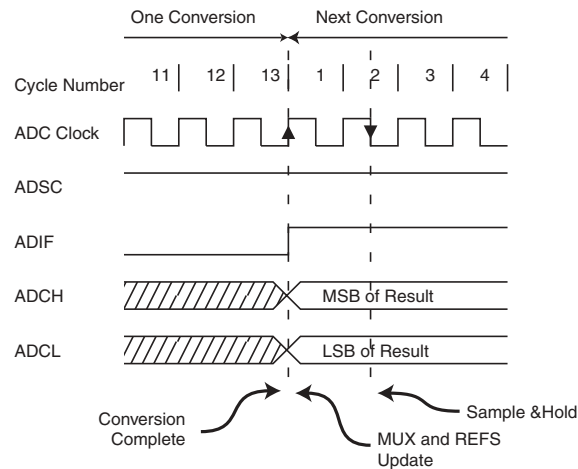 One Conversion Next Conversion
Cycle Number 11 12 13 1 2 3 4
ADC Clock
ADSC
ADIF
ADCH MSB of Result
ADCL LSB of Result
Conversion
Complete
MUX and REFS
Update
Sample &Hold